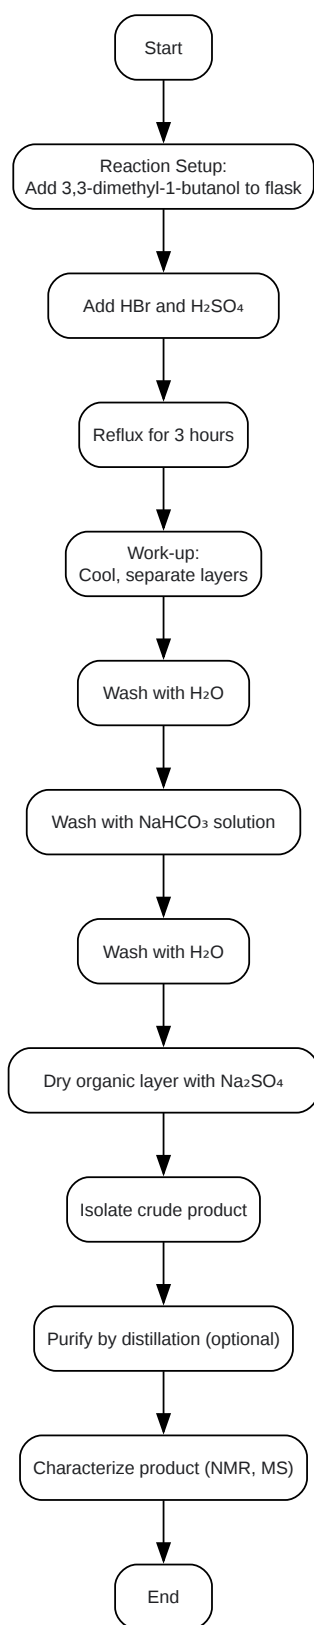 Start
Reaction Setup:
Add 3,3-dimethyl-1-butanol to flask
Add HBr and H₂SO₄
Reflux for 3 hours
Work-up:
Cool, separate layers
Wash with H₂O
Wash with NaHCO₃ solution
Wash with H₂O
Dry organic layer with Na₂SO₄
Isolate crude product
Purify by distillation (optional)
Characterize product (NMR, MS)
End